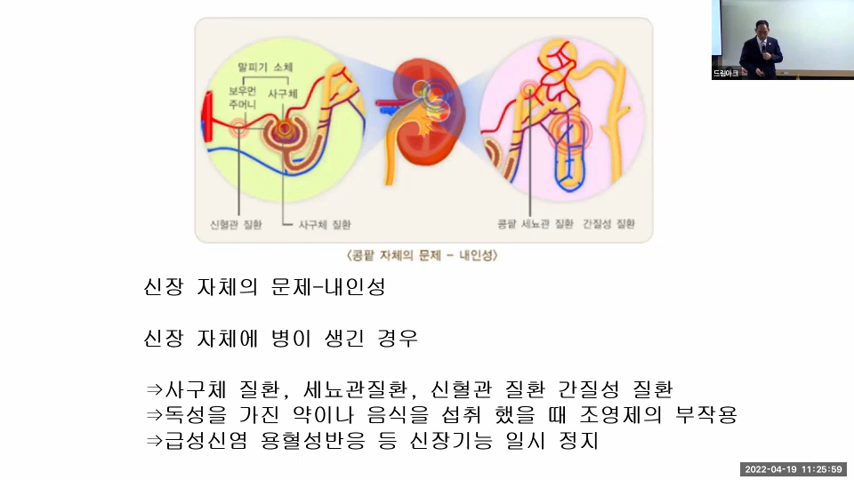 말피기 소체
보우먼 주머니
사구체
신혈관 질환
사구체 질환
콩팥 세뇨관 질환
간질성 질환
드림아크
<콩팥 자체의 문제 - 내인성>
신장 자체의 문제-내인성
신장 자체에 병이 생긴 경우
⇒사구체 질환, 세뇨관질환, 신혈관 질환 간질성 질환
⇒독성을 가진 약이나 음식을 섭취 했을 때 조영제의 부작용
⇒급성신염 용혈성반응 등 신장기능 일시 정지
2022-04-19 11:25:59